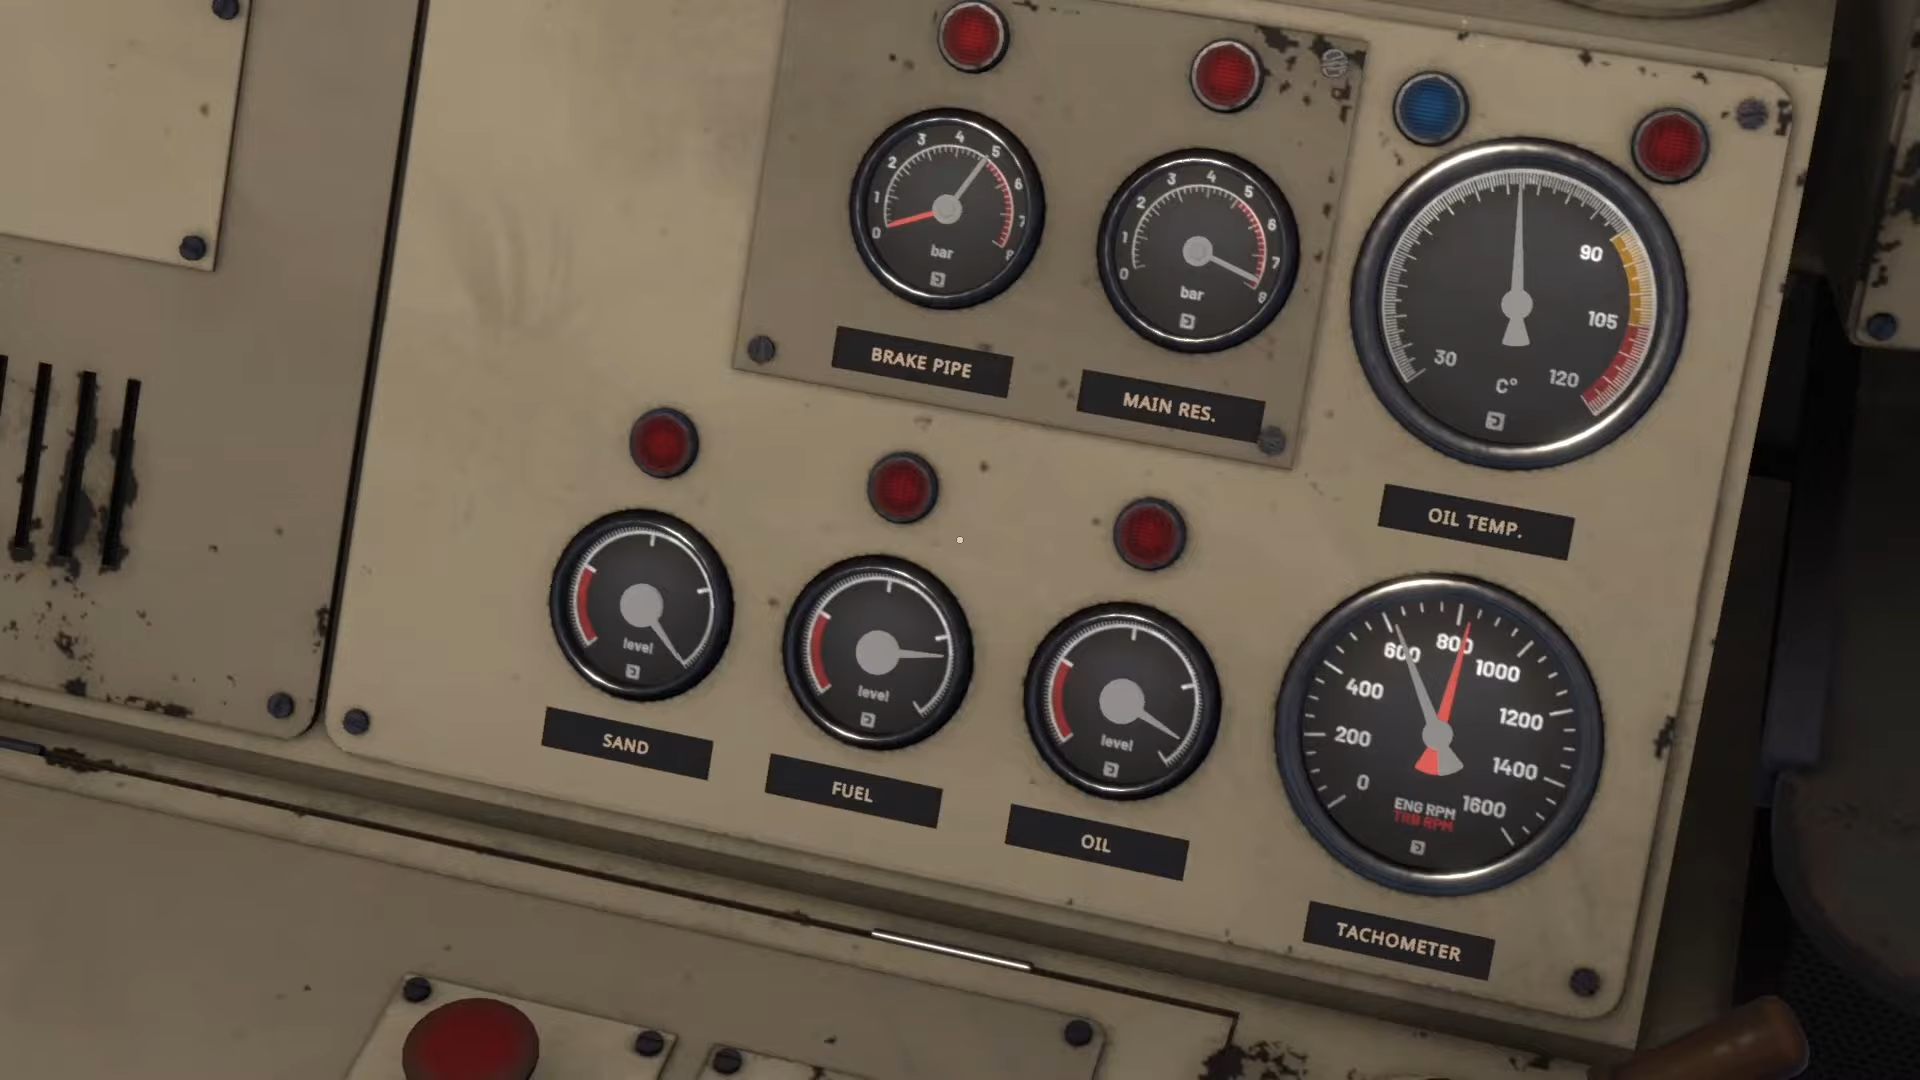 0 1 2 3 4 5 6 7 8
bar
BRAKE PIPE
0 1 2 3 4 5 6 7 8
bar
MAIN RES.
30 90 105 120
C°
OIL TEMP.
level
SAND
level
FUEL
level
OIL
0 200 400 600 800 1000 1200 1400 1600
ENG RPM
TRB RPM
TACHOMETER